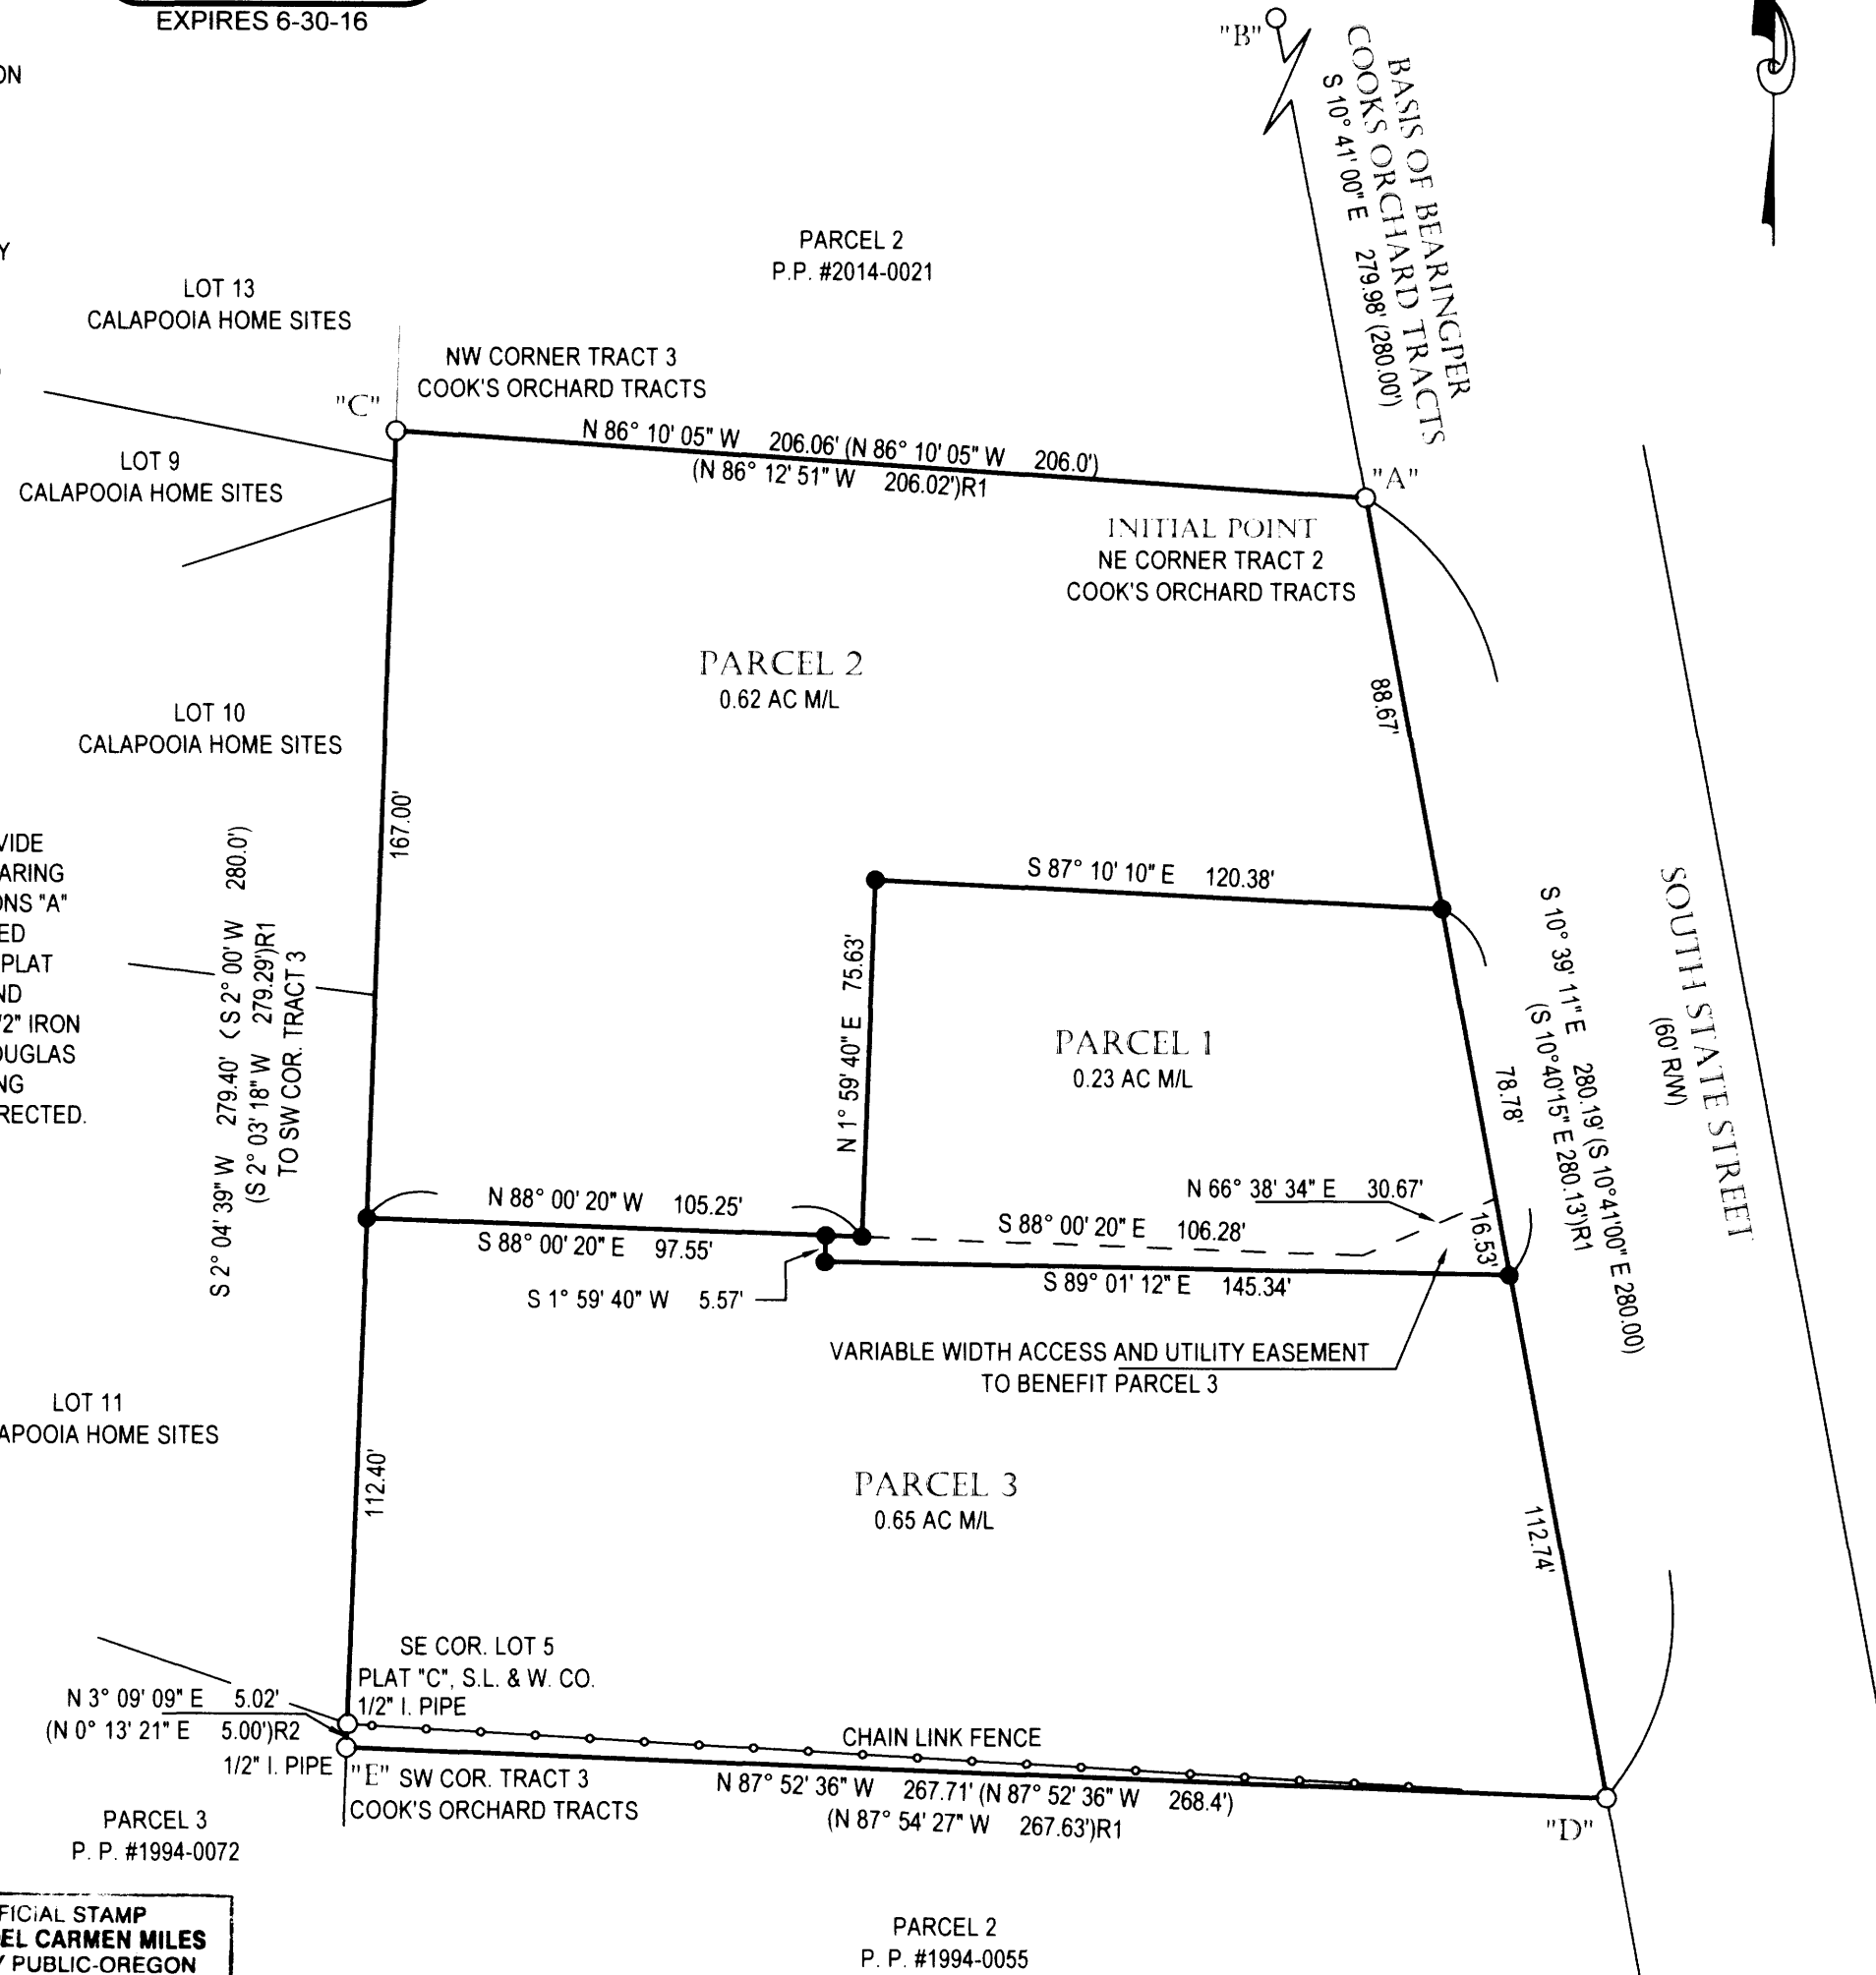 EXPIRES 6-30-16
ON
Y
"B"
BASIS OF BEARINGPER
COOKS ORCHARD TRACTS
S 10° 41' 00" E 279.98' (280.00')
PARCEL 2
P.P. #2014-0021
LOT 13
CALAPOOIA HOME SITES
"C"
NW CORNER TRACT 3
COOK'S ORCHARD TRACTS
N 86° 10' 05" W 206.06' (N 86° 10' 05" W 206.0')
(N 86° 12' 51" W 206.02')R1
"A"
LOT 9
CALAPOOIA HOME SITES
INITIAL POINT
NE CORNER TRACT 2
COOK'S ORCHARD TRACTS
PARCEL 2
0.62 AC M/L
88.67'
LOT 10
CALAPOOIA HOME SITES
167.00'
VIDE
ARING
ONS "A"
ED
PLAT
ND
/2" IRON
OUGLAS
NG
RECTED.
S 2° 04' 39" W 279.40' (S 2° 00' W 280.0')
(S 2° 03' 18" W 279.29')R1
TO SW COR. TRACT 3
S 87° 10' 10" E 120.38'
N 1° 59' 40" E 75.63'
PARCEL 1
0.23 AC M/L
78.78'
S 10° 39' 11" E 280.19' (S 10°41'00" E 280.00)
(S 10°40'15" E 280.13')R1
SOUTH STATE STREET
(60' R/W)
N 66° 38' 34" E 30.67'
N 88° 00' 20" W 105.25'
S 88° 00' 20" E 97.55'
S 88° 00' 20" E 106.28'
16.53'
S 89° 01' 12" E 145.34'
S 1° 59' 40" W 5.57'
VARIABLE WIDTH ACCESS AND UTILITY EASEMENT
TO BENEFIT PARCEL 3
LOT 11
APOOIA HOME SITES
112.40'
PARCEL 3
0.65 AC M/L
112.74'
SE COR. LOT 5
PLAT "C", S.L. & W. CO.
1/2" I. PIPE
N 3° 09' 09" E 5.02'
(N 0° 13' 21" E 5.00')R2
1/2" I. PIPE
CHAIN LINK FENCE
"E" SW COR. TRACT 3
COOK'S ORCHARD TRACTS
N 87° 52' 36" W 267.71' (N 87° 52' 36" W 268.4')
(N 87° 54' 27" W 267.63')R1
"D"
PARCEL 3
P. P. #1994-0072
FICIAL STAMP
EL CARMEN MILES
Y PUBLIC-OREGON
PARCEL 2
P. P. #1994-0055